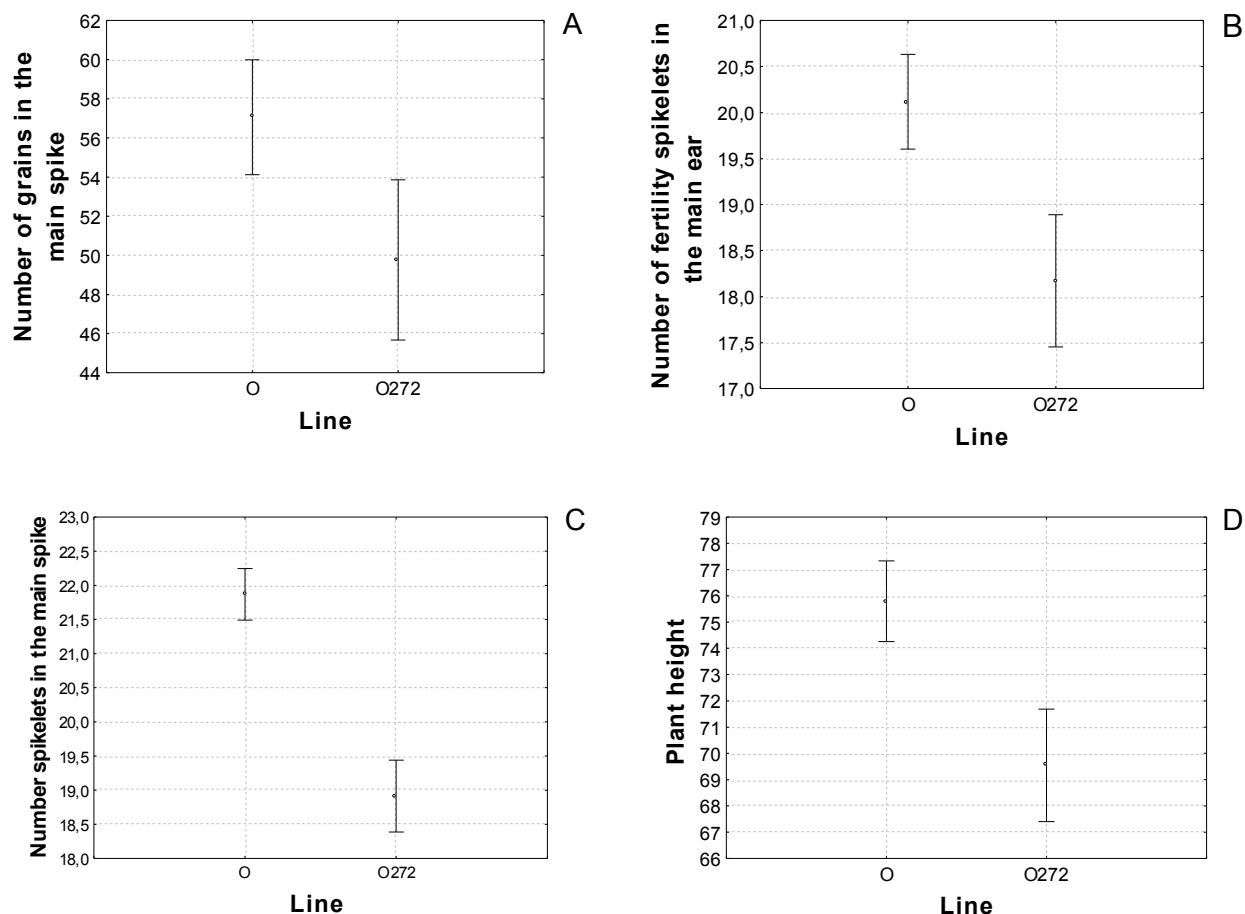 A
Number of grains in the
main spike
62
60
58
56
54
52
50
48
46
44
O
O272
Line
B
Number of fertility spikelets in
the main ear
21,0
20,5
20,0
19,5
19,0
18,5
18,0
17,5
17,0
O
O272
Line
C
Number spikelets in the main spike
23,0
22,5
22,0
21,5
21,0
20,5
20,0
19,5
19,0
18,5
18,0
O
O272
Line
D
Plant height
79
78
77
76
75
74
73
72
71
70
69
68
67
66
O
O272
Line